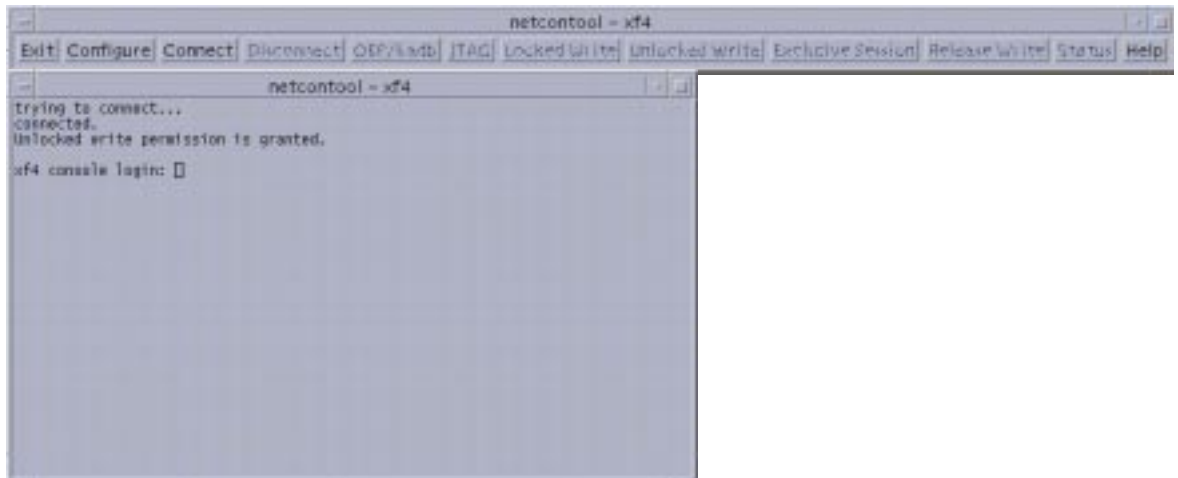 netcontool – xf4
Exit Configure Connect Disconnect OBP/kadb JTAG Locked Write Unlocked Write Exclusive Session Release Write Status Help
netcontool – xf4
trying to connect...
connected.
Unlocked write permission is granted.
xf4 console login: